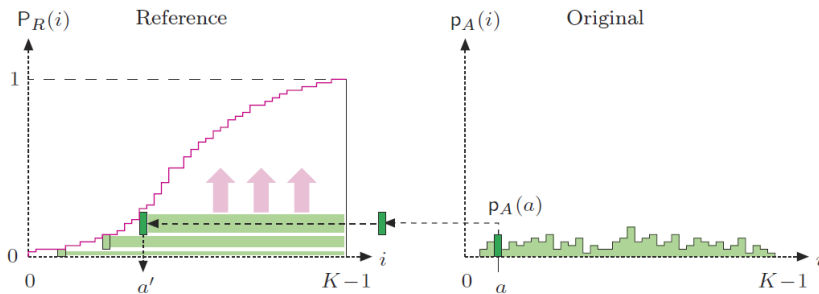 P_R(i) Reference
1
0
0 a′ K−1 i
p_A(i) Original
p_A(a)
0 a K−1 i